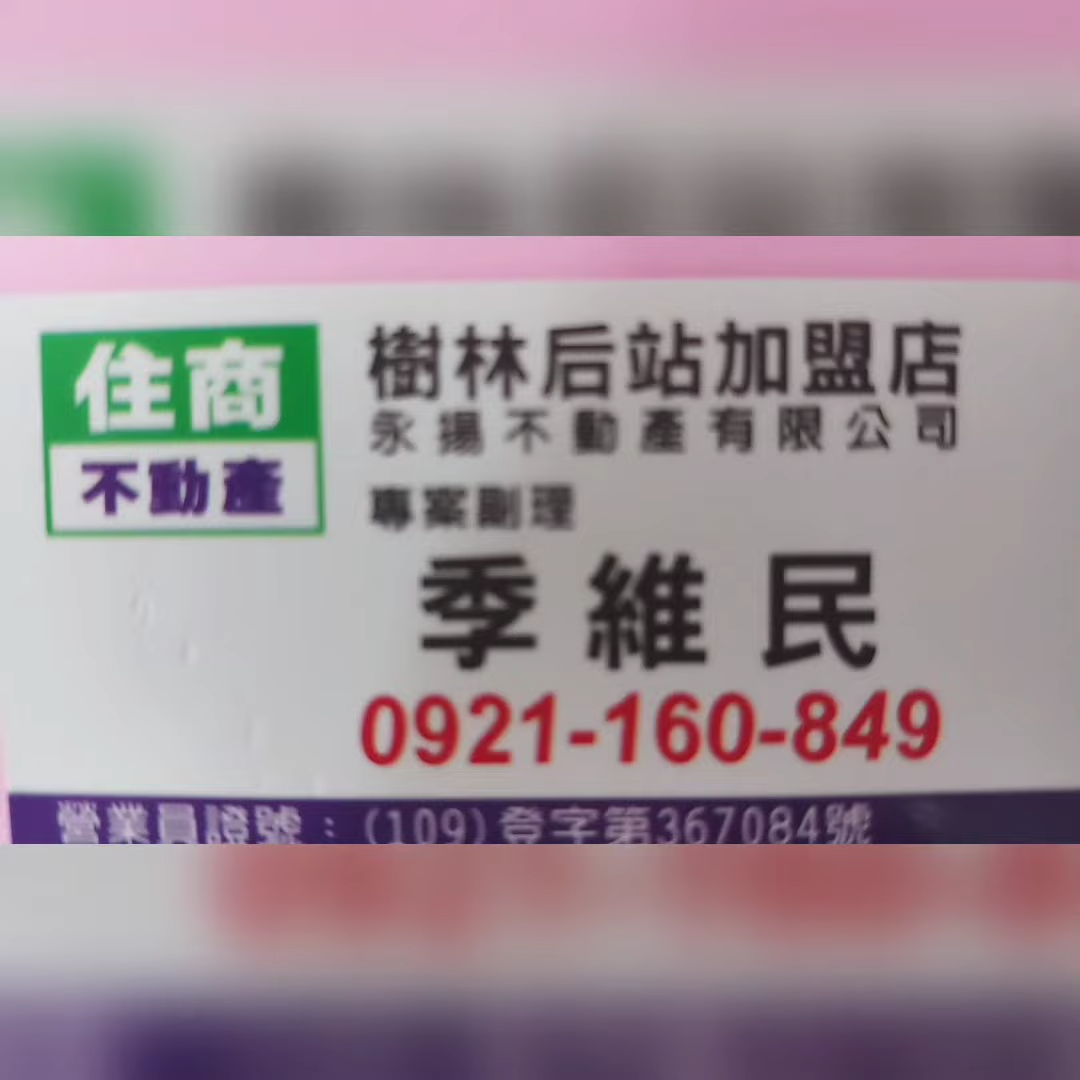 住商
不動產
樹林后站加盟店
永揚不動產有限公司
專案副理
季維民
0921-160-849
營業員證號：(109)登字第367084號